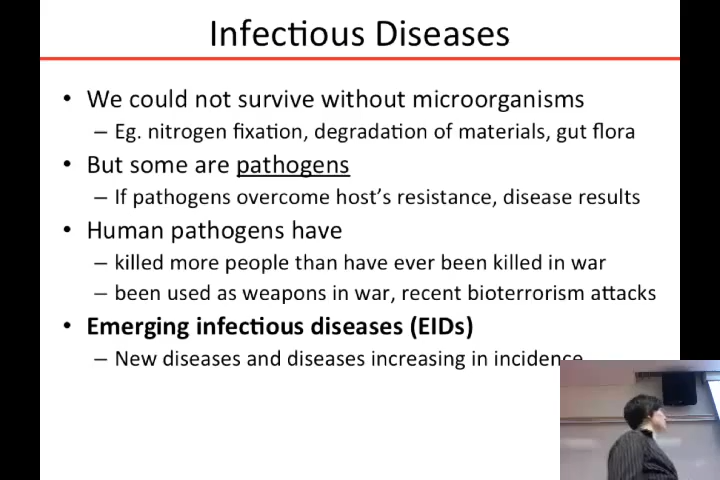 Infectious Diseases
• We could not survive without microorganisms
– Eg. nitrogen fixation, degradation of materials, gut flora
• But some are pathogens
– If pathogens overcome host's resistance, disease results
• Human pathogens have
– killed more people than have ever been killed in war
– been used as weapons in war, recent bioterrorism attacks
• Emerging infectious diseases (EIDs)
– New diseases and diseases increasing in incidence